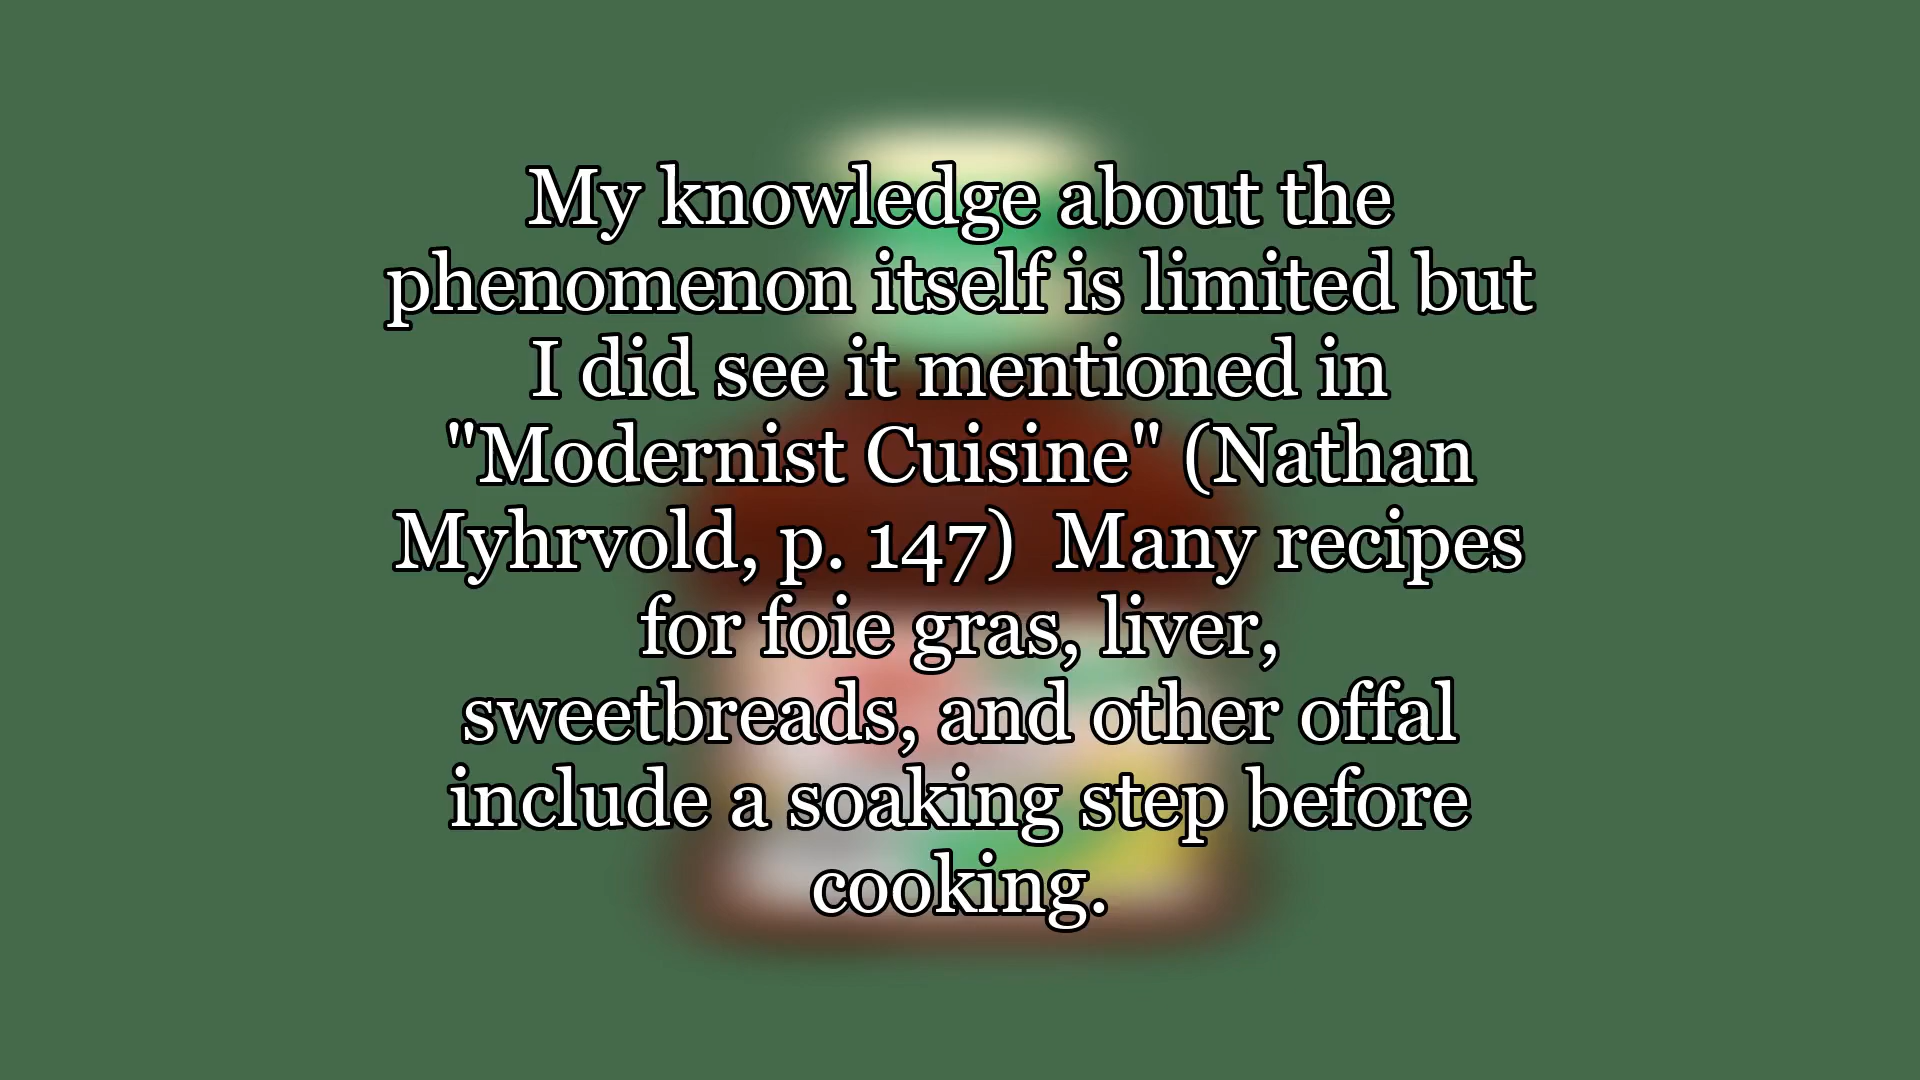 My knowledge about the
phenomenon itself is limited but
I did see it mentioned in
"Modernist Cuisine" (Nathan
Myhrvold, p. 147)  Many recipes
for foie gras, liver,
sweetbreads, and other offal
include a soaking step before
cooking.